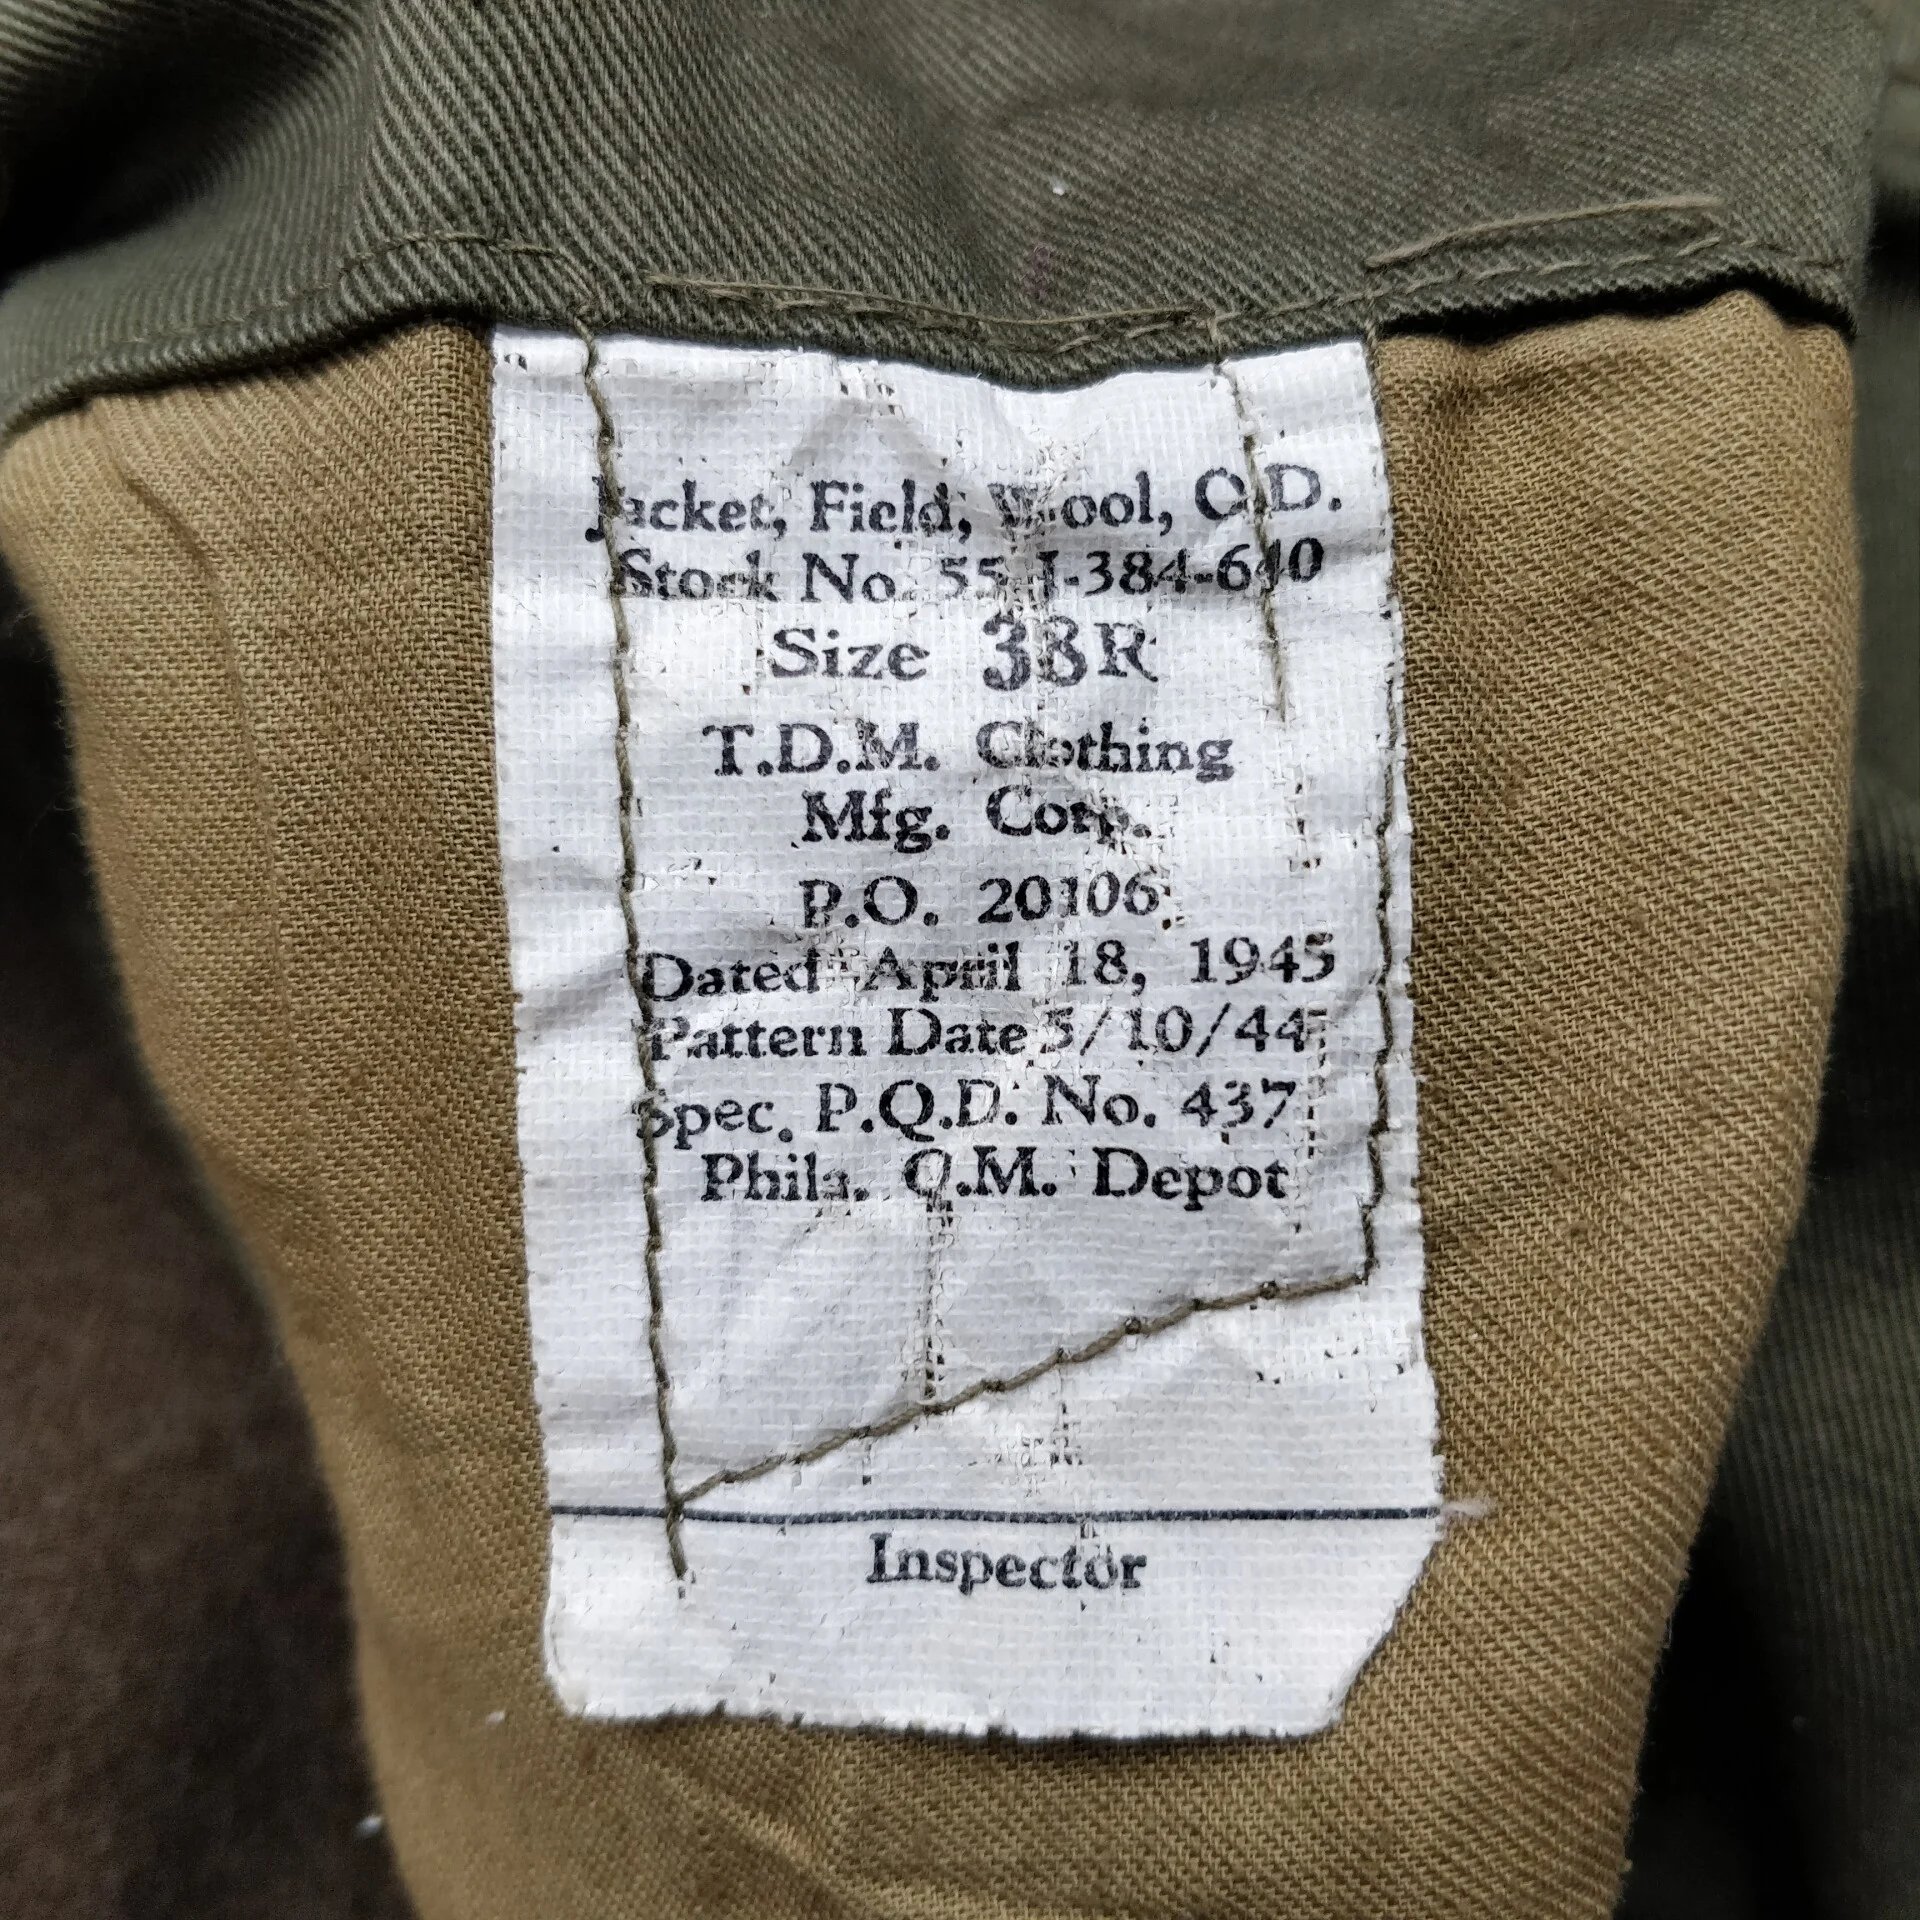 Jacket, Field, Wool, O.D.
Stock No. 55-J-384-640
Size 38R
T.D.M. Clothing
Mfg. Corp.
P.O. 20106
Dated April 18, 1945
Pattern Date 5/10/44
Spec. P.Q.D. No. 437
Phila. Q.M. Depot
Inspector